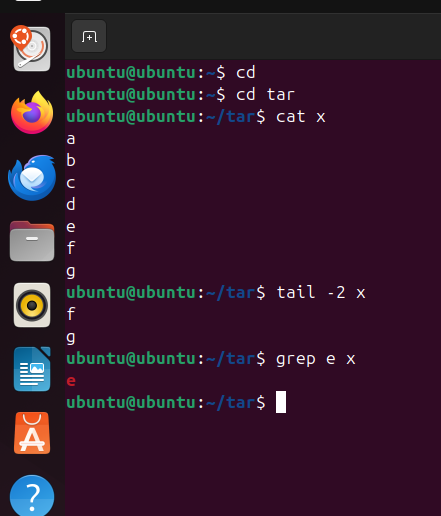 ubuntu@ubuntu:~$ cd
ubuntu@ubuntu:~$ cd tar
ubuntu@ubuntu:~/tar$ cat x
a
b
c
d
e
f
g
ubuntu@ubuntu:~/tar$ tail -2 x
f
g
ubuntu@ubuntu:~/tar$ grep e x
e
ubuntu@ubuntu:~/tar$